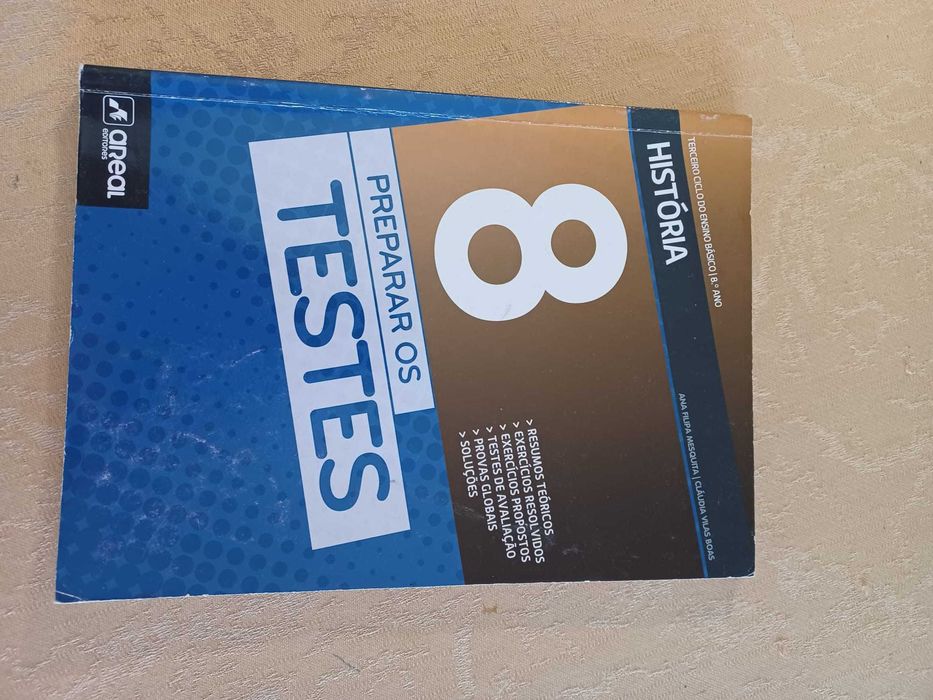 TERCEIRO CICLO DO ENSINO BÁSICO | 8.º ANO
ANA FILIPA MESQUITA | CLÁUDIA VILAS BOAS
HISTÓRIA
8
> RESUMOS TEÓRICOS
> EXERCÍCIOS RESOLVIDOS
> EXERCÍCIOS PROPOSTOS
> TESTES DE AVALIAÇÃO
> PROVAS GLOBAIS
> SOLUÇÕES
PREPARAR OS
TESTES
areal
editores